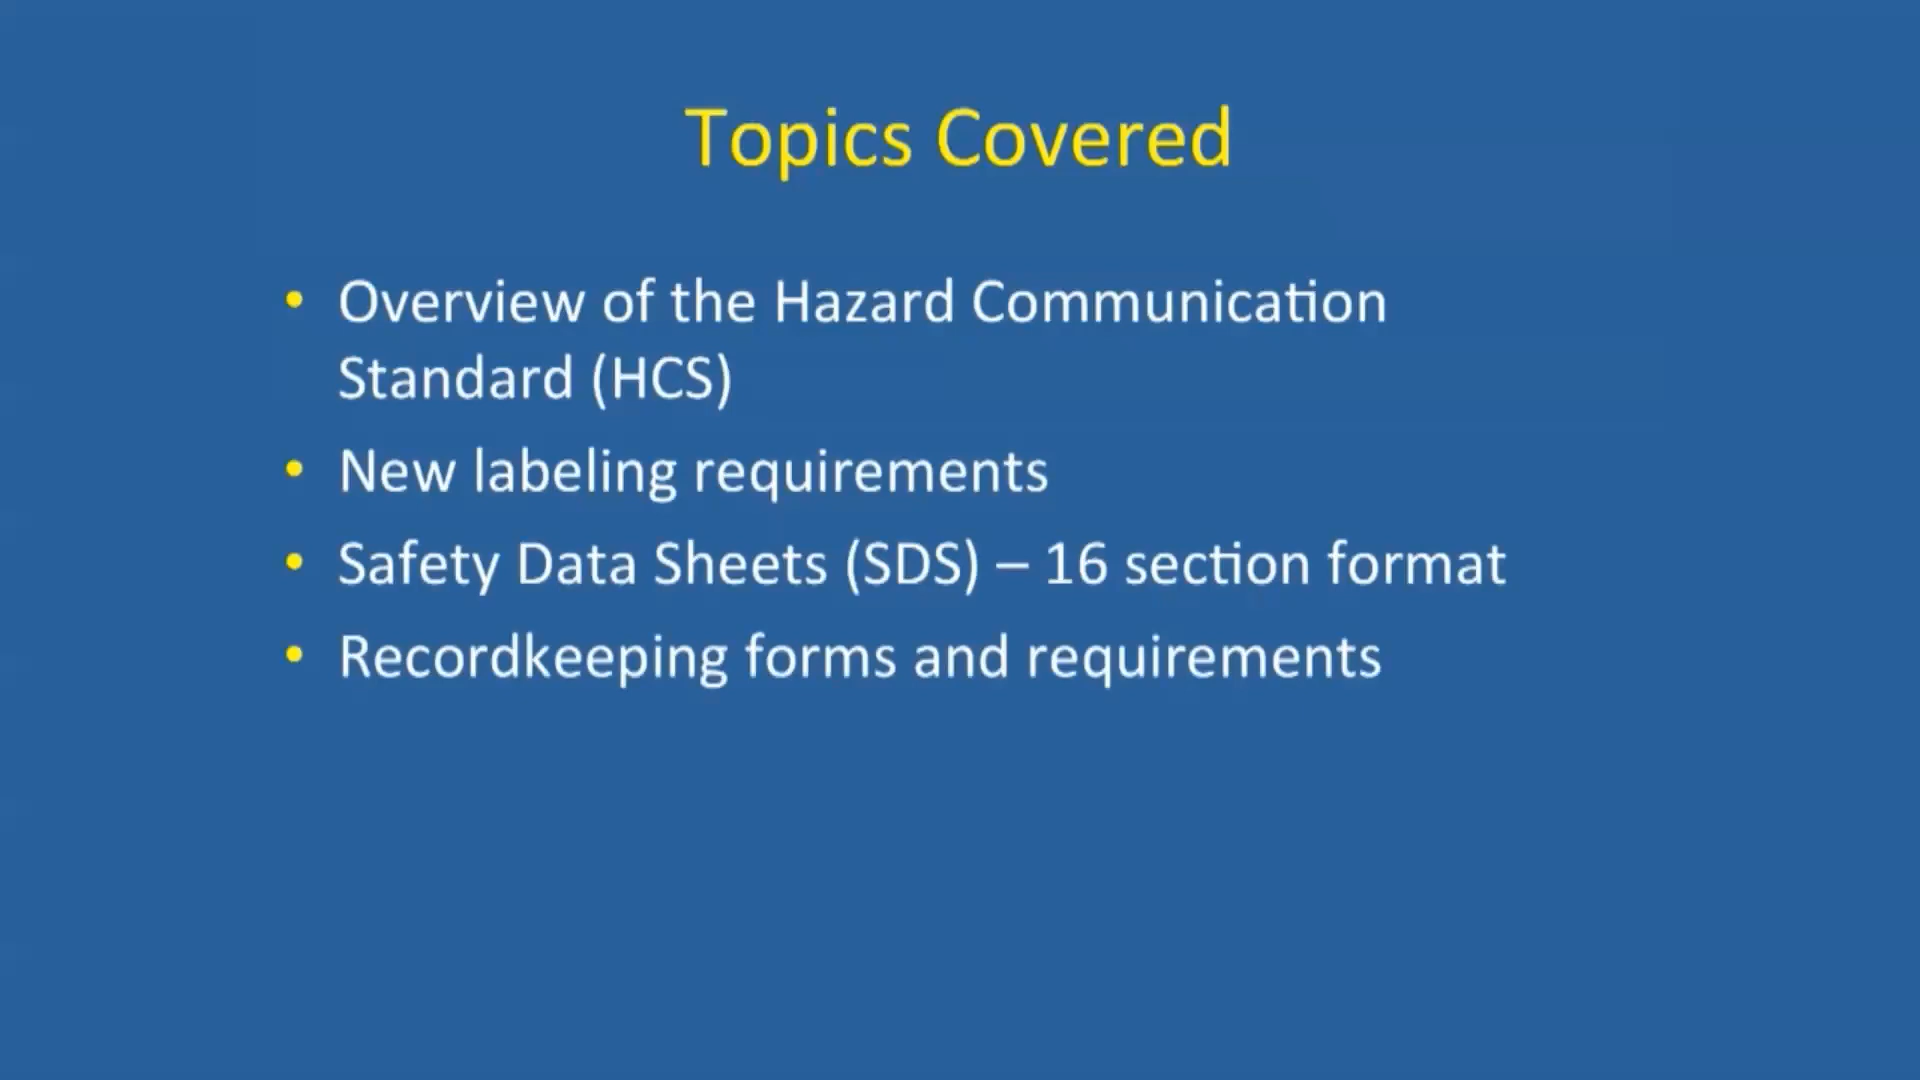 Topics Covered
• Overview of the Hazard Communication
Standard (HCS)
• New labeling requirements
• Safety Data Sheets (SDS) – 16 section format
• Recordkeeping forms and requirements